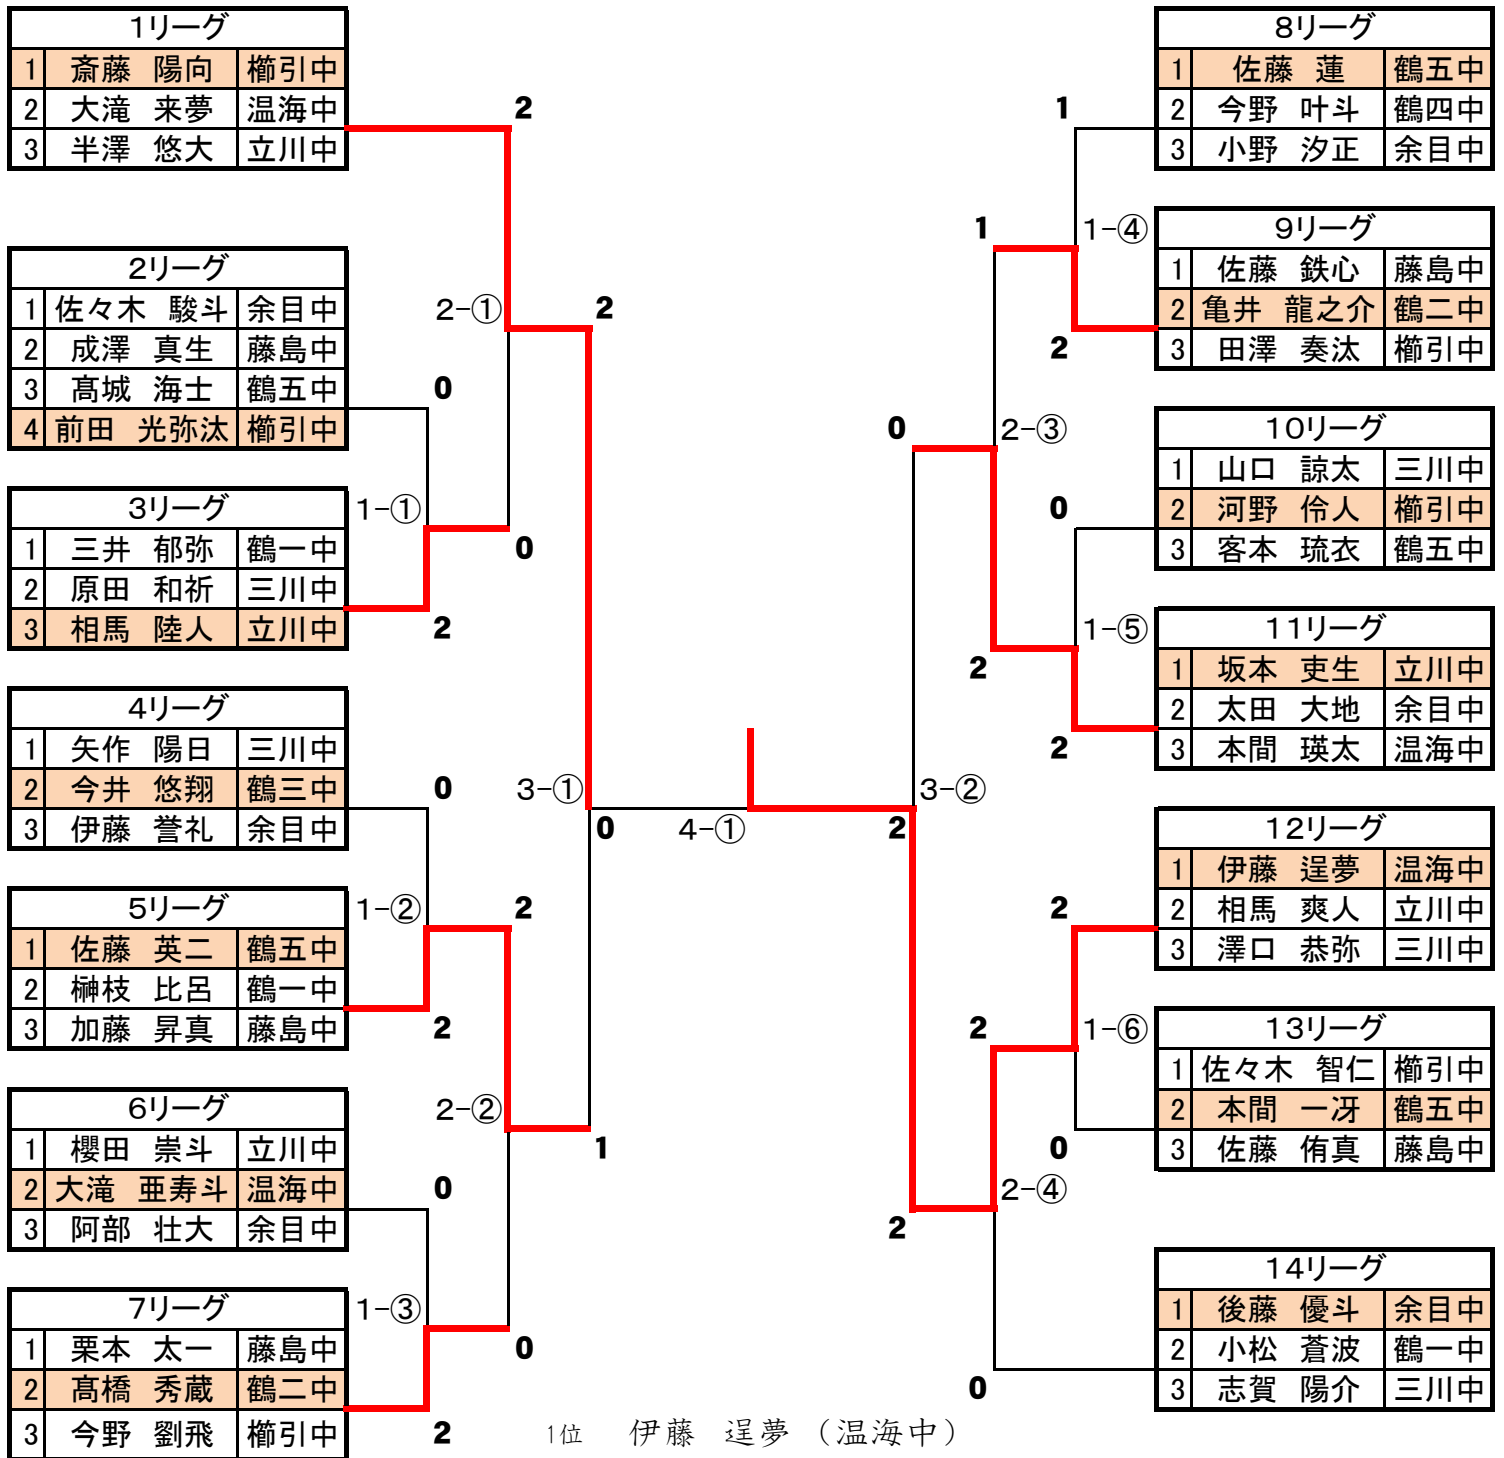 1リーグ
1 斎藤 陽向 櫛引中
2 大滝 来夢 温海中
3 半澤 悠大 立川中
2
2リーグ
1 佐々木 駿斗 余目中
2 成澤 真生 藤島中
3 髙城 海士 鶴五中
4 前田 光弥汰 櫛引中
2-①
2
0
3リーグ
1 三井 郁弥 鶴一中
2 原田 和祈 三川中
3 相馬 陸人 立川中
1-①
0
2
4リーグ
1 矢作 陽日 三川中
2 今井 悠翔 鶴三中
3 伊藤 誉礼 余目中
0
3-①
0
4-①
5リーグ
1 佐藤 英二 鶴五中
2 榊枝 比呂 鶴一中
3 加藤 昇真 藤島中
1-②
2
2
6リーグ
1 櫻田 崇斗 立川中
2 大滝 亜寿斗 温海中
3 阿部 壮大 余目中
2-②
1
0
7リーグ
1 栗本 太一 藤島中
2 髙橋 秀蔵 鶴二中
3 今野 劉飛 櫛引中
1-③
0
2
8リーグ
1 佐藤 蓮 鶴五中
2 今野 叶斗 鶴四中
3 小野 汐正 余目中
1
1
1-④
9リーグ
1 佐藤 鉄心 藤島中
2 亀井 龍之介 鶴二中
3 田澤 奏汰 櫛引中
2
0
2-③
10リーグ
1 山口 諒太 三川中
2 河野 伶人 櫛引中
3 客本 琉衣 鶴五中
0
1-⑤
2
11リーグ
1 坂本 吏生 立川中
2 太田 大地 余目中
3 本間 瑛太 温海中
2
3-②
2
12リーグ
1 伊藤 逞夢 温海中
2 相馬 爽人 立川中
3 澤口 恭弥 三川中
2
2
1-⑥
13リーグ
1 佐々木 智仁 櫛引中
2 本間 一冴 鶴五中
3 佐藤 侑真 藤島中
0
2-④
2
14リーグ
1 後藤 優斗 余目中
2 小松 蒼波 鶴一中
3 志賀 陽介 三川中
0
1位 伊藤 逞夢 （温海中）